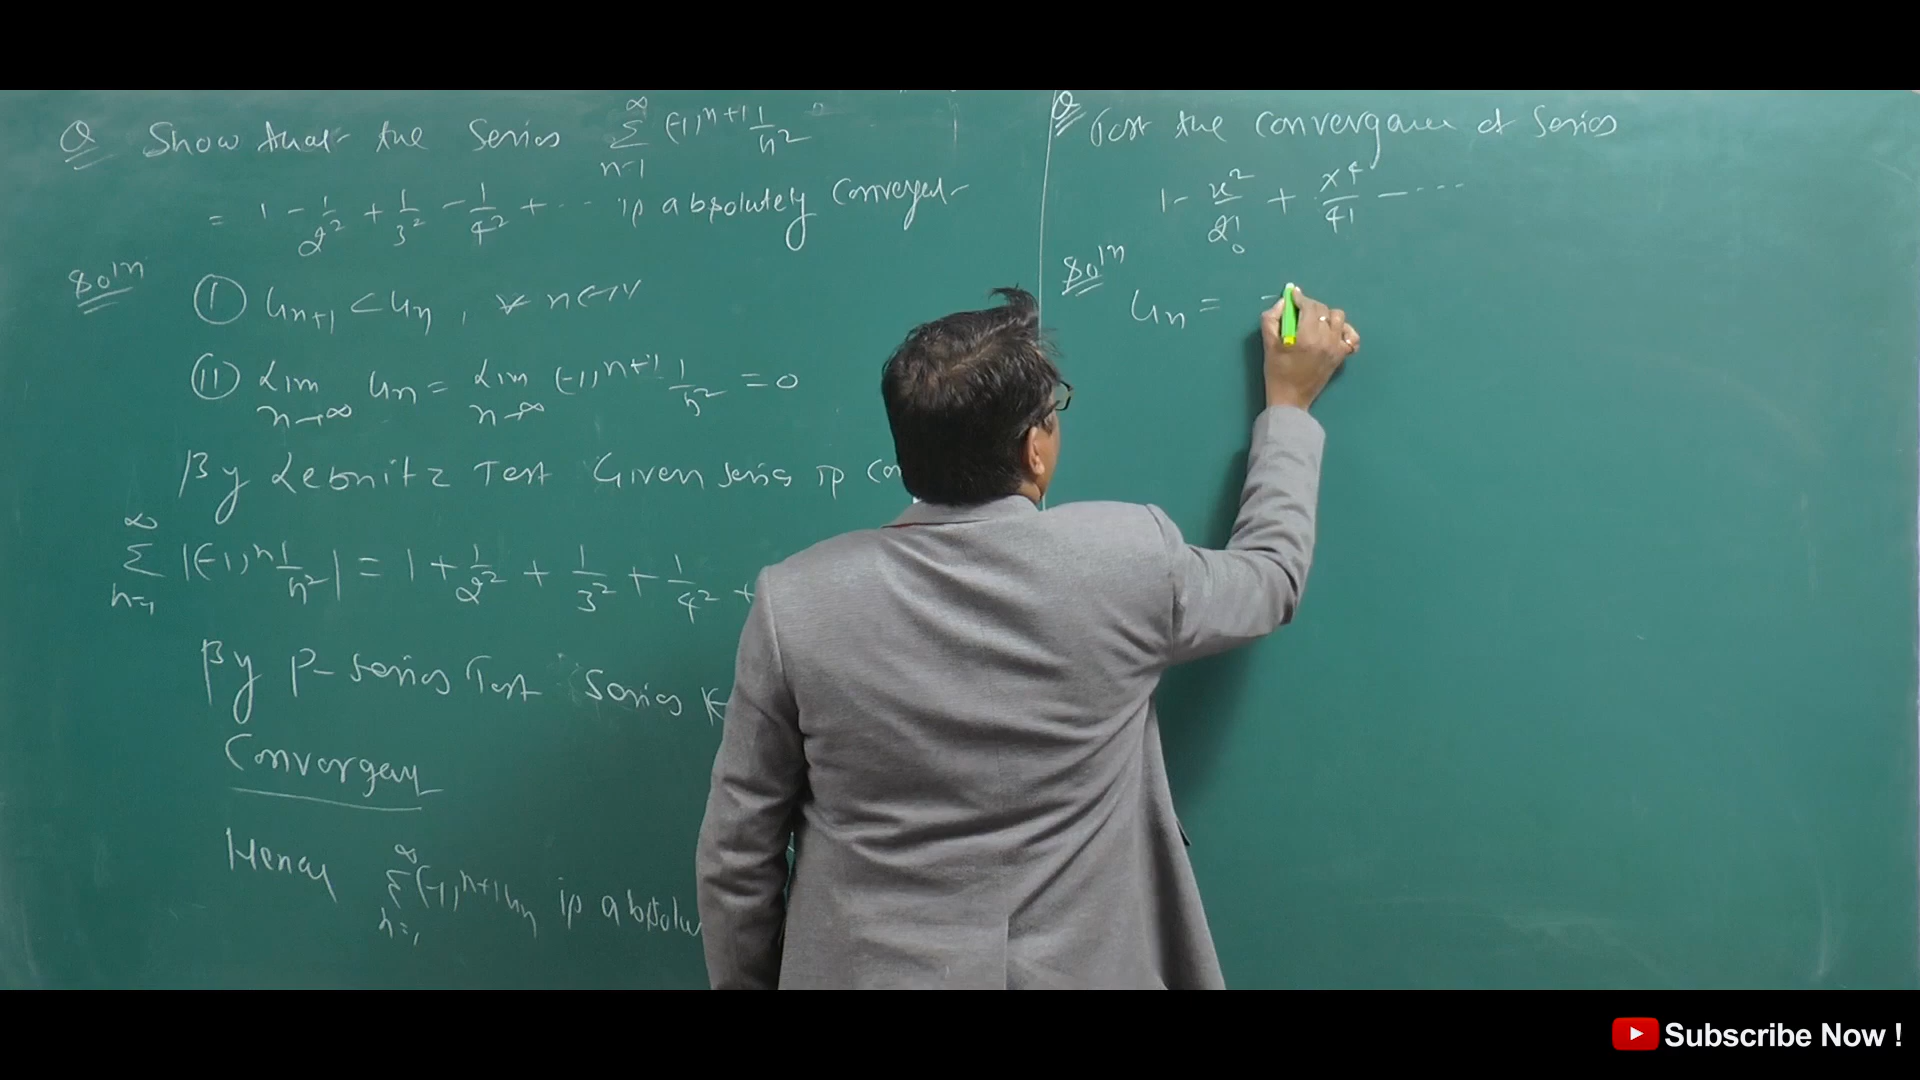 Q Show that the Series ∞ Σ n=1 (-1)^n+1 1/n²
= 1 - 1/2² + 1/3² - 1/4² + ... is absolutely Convergent
Solⁿ
(I) Un+1 < Un, ∀ n∈N
(II) Lim n→∞ Un = Lim n→∞ (-1)^n+1 1/n² = 0
By Lebnitz Test Given series is Con
∞ Σ n=1 |(-1)^n 1/n²| = 1 + 1/2² + 1/3² + 1/4² +
By P-series Test Series
Convergent
Hence ∞ Σ n=1 (-1)^n+1 Un is absolu
Q Test the Convergence of Series
1 - x²/2! + x⁴/4! - ...
Solⁿ
Un =
Subscribe Now !